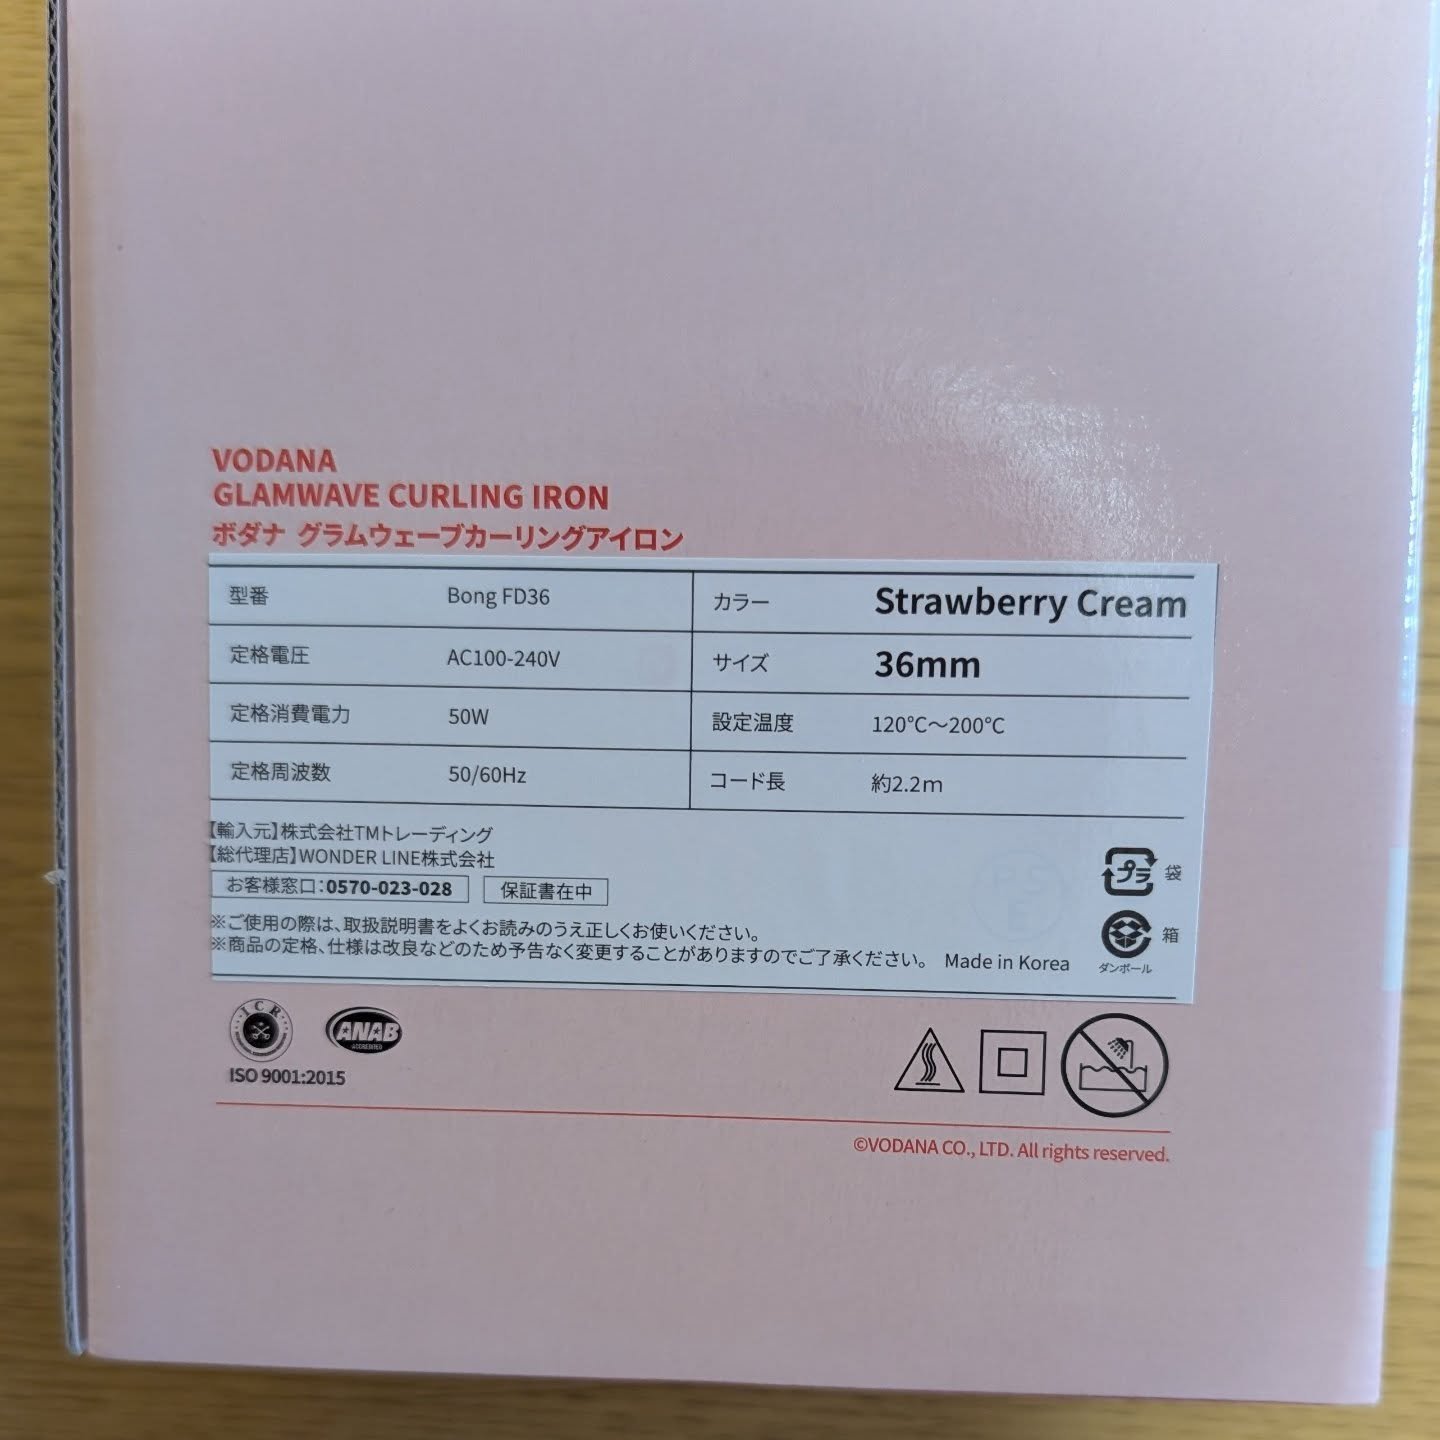 VODANA
GLAMWAVE CURLING IRON
ボダナ グラムウェーブカーリングアイロン
型番 Bong FD36 カラー Strawberry Cream
定格電圧 AC100-240V サイズ 36mm
定格消費電力 50W 設定温度 120℃～200℃
定格周波数 50/60Hz コード長 約2.2m
【輸入元】株式会社TMトレーディング
【総代理店】WONDER LINE株式会社
お客様窓口：0570-023-028 保証書在中
プラ 袋
※ご使用の際は、取扱説明書をよくお読みのうえ正しくお使いください。
※商品の定格、仕様は改良などのため予告なく変更することがありますのでご了承ください。 Made in Korea
箱
ダンボール
ICR
ANAB
ACCREDITED
ISO 9001:2015
©VODANA CO., LTD. All rights reserved.